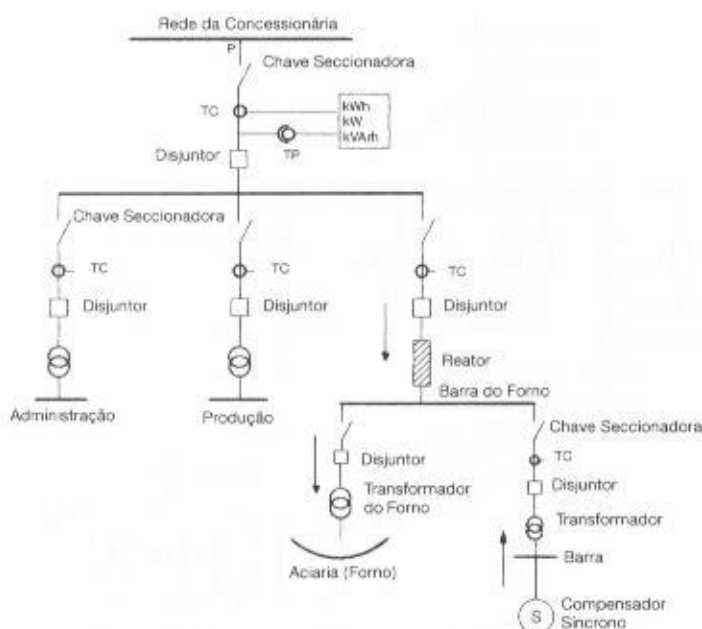 Rede da Concessionária
P
Chave Seccionadora
TC
kWh
kW
kVArh
TP
Disjuntor
Chave Seccionadora
TC
TC
TC
Disjuntor
Disjuntor
Disjuntor
Reator
Barra do Forno
Administração
Produção
Chave Seccionadora
Disjuntor
TC
Disjuntor
Transformador
do Forno
Transformador
Aciaria (Forno)
Barra
S
Compensador
Síncrono